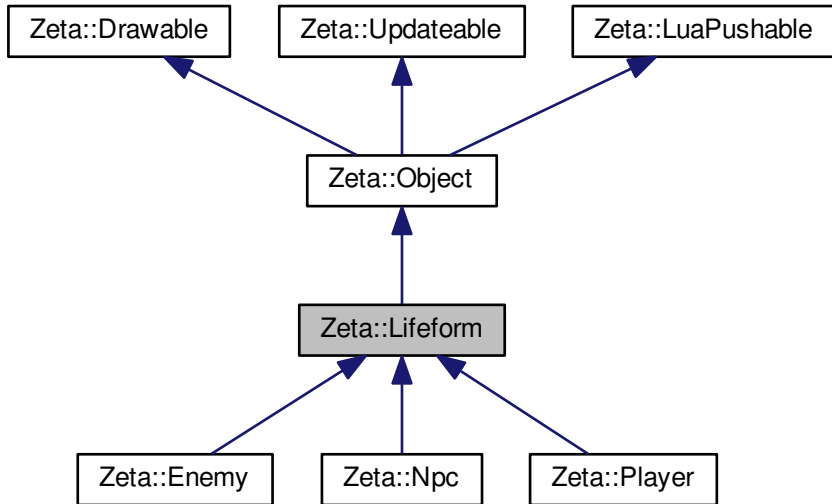 Zeta::Drawable
Zeta::Updateable
Zeta::LuaPushable
Zeta::Object
Zeta::Lifeform
Zeta::Enemy
Zeta::Npc
Zeta::Player